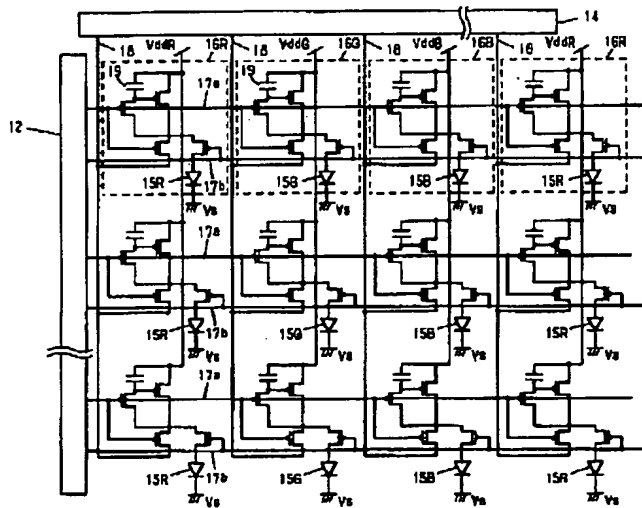 14
18 VddR 16R 18 VddG 16G 18 VddB 16B 18 VddR 16R
19 19
17a
12
17b
15R 15G 15B 15R
Vs Vs Vs Vs
17a
17b
15R 15G 15B 15R
Vs Vs Vs Vs
17a
17b
15R 15G 15B 15R
Vs Vs Vs Vs